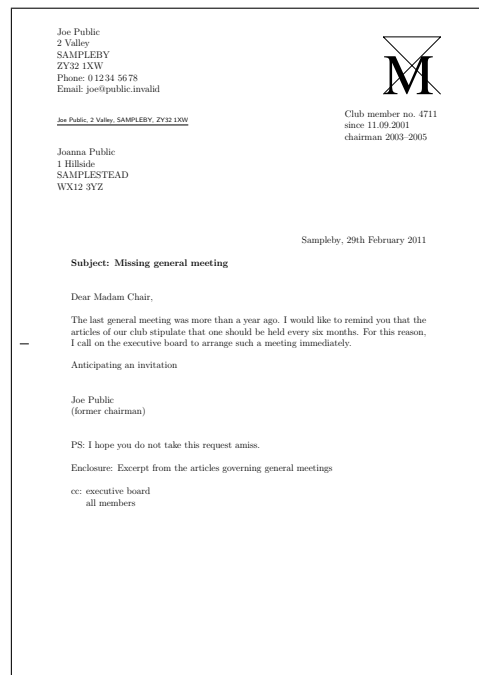 Joe Public
2 Valley
SAMPLEBY
ZY32 1XW
Phone: 01234 5678
Email: joe@public.invalid
M
Club member no. 4711
since 11.09.2001
chairman 2003–2005
Joe Public, 2 Valley, SAMPLEBY, ZY32 1XW
Joanna Public
1 Hillside
SAMPLESTEAD
WX12 3YZ
Sampleby, 29th February 2011
Subject: Missing general meeting
Dear Madam Chair,
The last general meeting was more than a year ago. I would like to remind you that the
articles of our club stipulate that one should be held every six months. For this reason,
I call on the executive board to arrange such a meeting immediately.
Anticipating an invitation
Joe Public
(former chairman)
PS: I hope you do not take this request amiss.
Enclosure: Excerpt from the articles governing general meetings
cc: executive board
all members